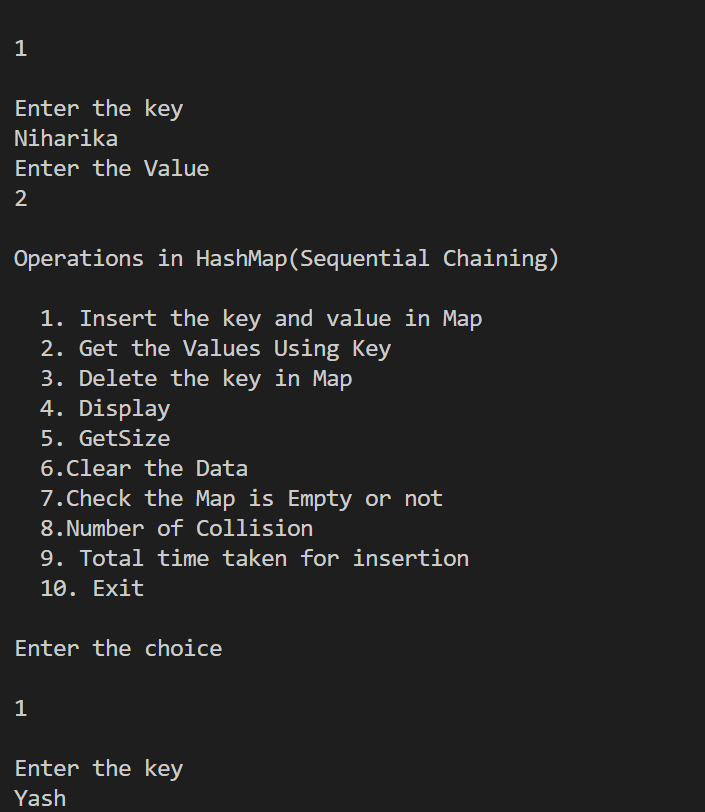 1
Enter the key
Niharika
Enter the Value
2
Operations in HashMap(Sequential Chaining)
1. Insert the key and value in Map
2. Get the Values Using Key
3. Delete the key in Map
4. Display
5. GetSize
6.Clear the Data
7.Check the Map is Empty or not
8.Number of Collision
9. Total time taken for insertion
10. Exit
Enter the choice
1
Enter the key
Yash